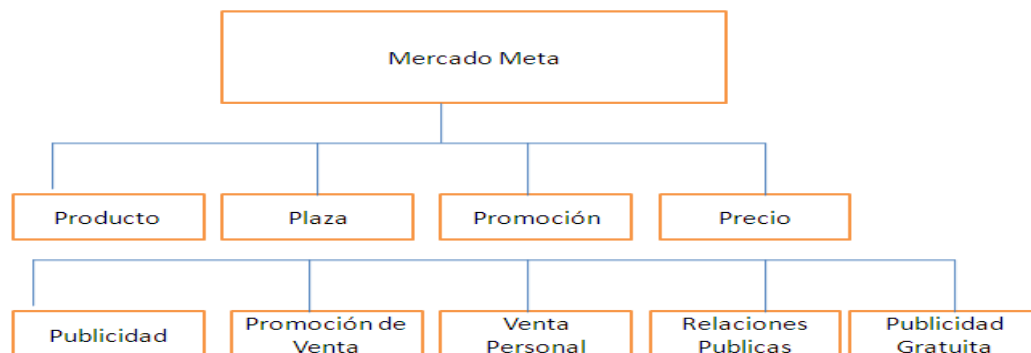 Mercado Meta
Producto
Plaza
Promoción
Precio
Publicidad
Promoción de
Venta
Venta
Personal
Relaciones
Publicas
Publicidad
Gratuita